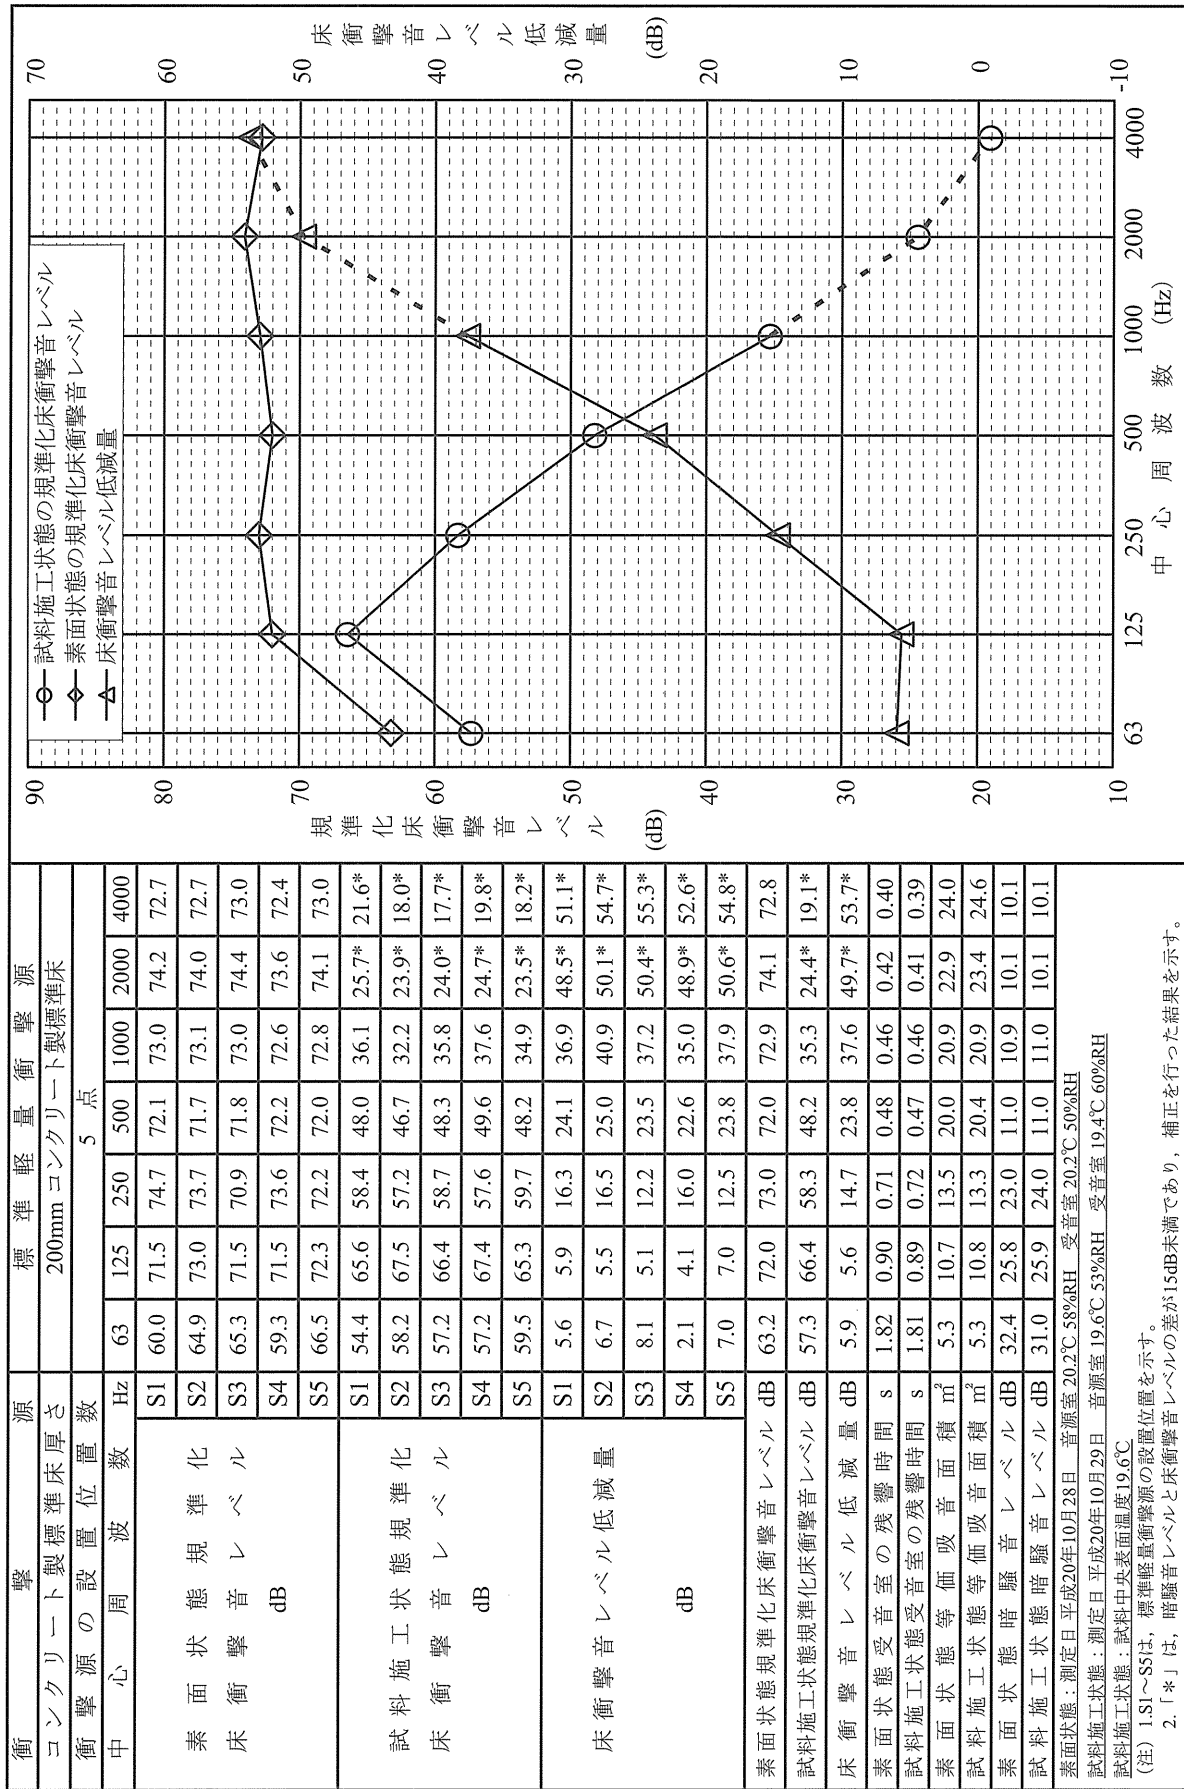 衝撃源 標準軽量衝撃源
コンクリート製標準床厚さ 200mm コンクリート製標準床
衝撃源の設置位置数 5 点
中心周波数 Hz 63 125 250 500 1000 2000 4000
素面状態規準化
床衝撃音レベル
dB
S1 60.0 71.5 74.7 72.1 73.0 74.2 72.7
S2 64.9 73.0 73.7 71.7 73.1 74.0 72.7
S3 65.3 71.5 70.9 71.8 73.0 74.4 73.0
S4 59.3 71.5 73.6 72.2 72.6 73.6 72.4
S5 66.5 72.3 72.2 72.0 72.8 74.1 73.0
試料施工状態規準化
床衝撃音レベル
dB
S1 54.4 65.6 58.4 48.0 36.1 25.7* 21.6*
S2 58.2 67.5 57.2 46.7 32.2 23.9* 18.0*
S3 57.2 66.4 58.7 48.3 35.8 24.0* 17.7*
S4 57.2 67.4 57.6 49.6 37.6 24.7* 19.8*
S5 59.5 65.3 59.7 48.2 34.9 23.5* 18.2*
床衝撃音レベル低減量
dB
S1 5.6 5.9 16.3 24.1 36.9 48.5* 51.1*
S2 6.7 5.5 16.5 25.0 40.9 50.1* 54.7*
S3 8.1 5.1 12.2 23.5 37.2 50.4* 55.3*
S4 2.1 4.1 16.0 22.6 35.0 48.9* 52.6*
S5 7.0 7.0 12.5 23.8 37.9 50.6* 54.8*
素面状態規準化床衝撃音レベル dB 63.2 72.0 73.0 72.0 72.9 74.1 72.8
試料施工状態規準化床衝撃音レベル dB 57.3 66.4 58.3 48.2 35.3 24.4* 19.1*
床衝撃音レベル低減量 dB 5.9 5.6 14.7 23.8 37.6 49.7* 53.7*
素面状態受音室の残響時間 s 1.82 0.90 0.71 0.48 0.46 0.42 0.40
試料施工状態受音室の残響時間 s 1.81 0.89 0.72 0.47 0.46 0.41 0.39
素面状態等価吸音面積 m² 5.3 10.7 13.5 20.0 20.9 22.9 24.0
試料施工状態等価吸音面積 m² 5.3 10.8 13.3 20.4 20.9 23.4 24.6
素面状態暗騒音レベル dB 32.4 25.8 23.0 11.0 10.9 10.1 10.1
試料施工状態暗騒音レベル dB 31.0 25.9 24.0 11.0 11.0 10.1 10.1
素面状態：測定日 平成20年10月28日 音源室 20.2℃ 58%RH 受音室 20.2℃ 50%RH
試料施工状態：測定日 平成20年10月29日 音源室 19.6℃ 53%RH 受音室 19.4℃ 60%RH
試料施工状態：試料中央表面温度19.6℃
(注) 1.S1～S5は，標準軽量衝撃源の設置位置を示す。
2.「*」は，暗騒音レベルと床衝撃音レベルの差が15dB未満であり，補正を行った結果を示す。
試料施工状態の規準化床衝撃音レベル
素面状態の規準化床衝撃音レベル
床衝撃音レベル低減量
規準化床衝撃音レベル
(dB)
90
80
70
60
50
40
30
20
10
床衝撃音レベル低減量
(dB)
70
60
50
40
30
20
10
0
-10
63 125 250 500 1000 2000 4000
中心周波数 (Hz)